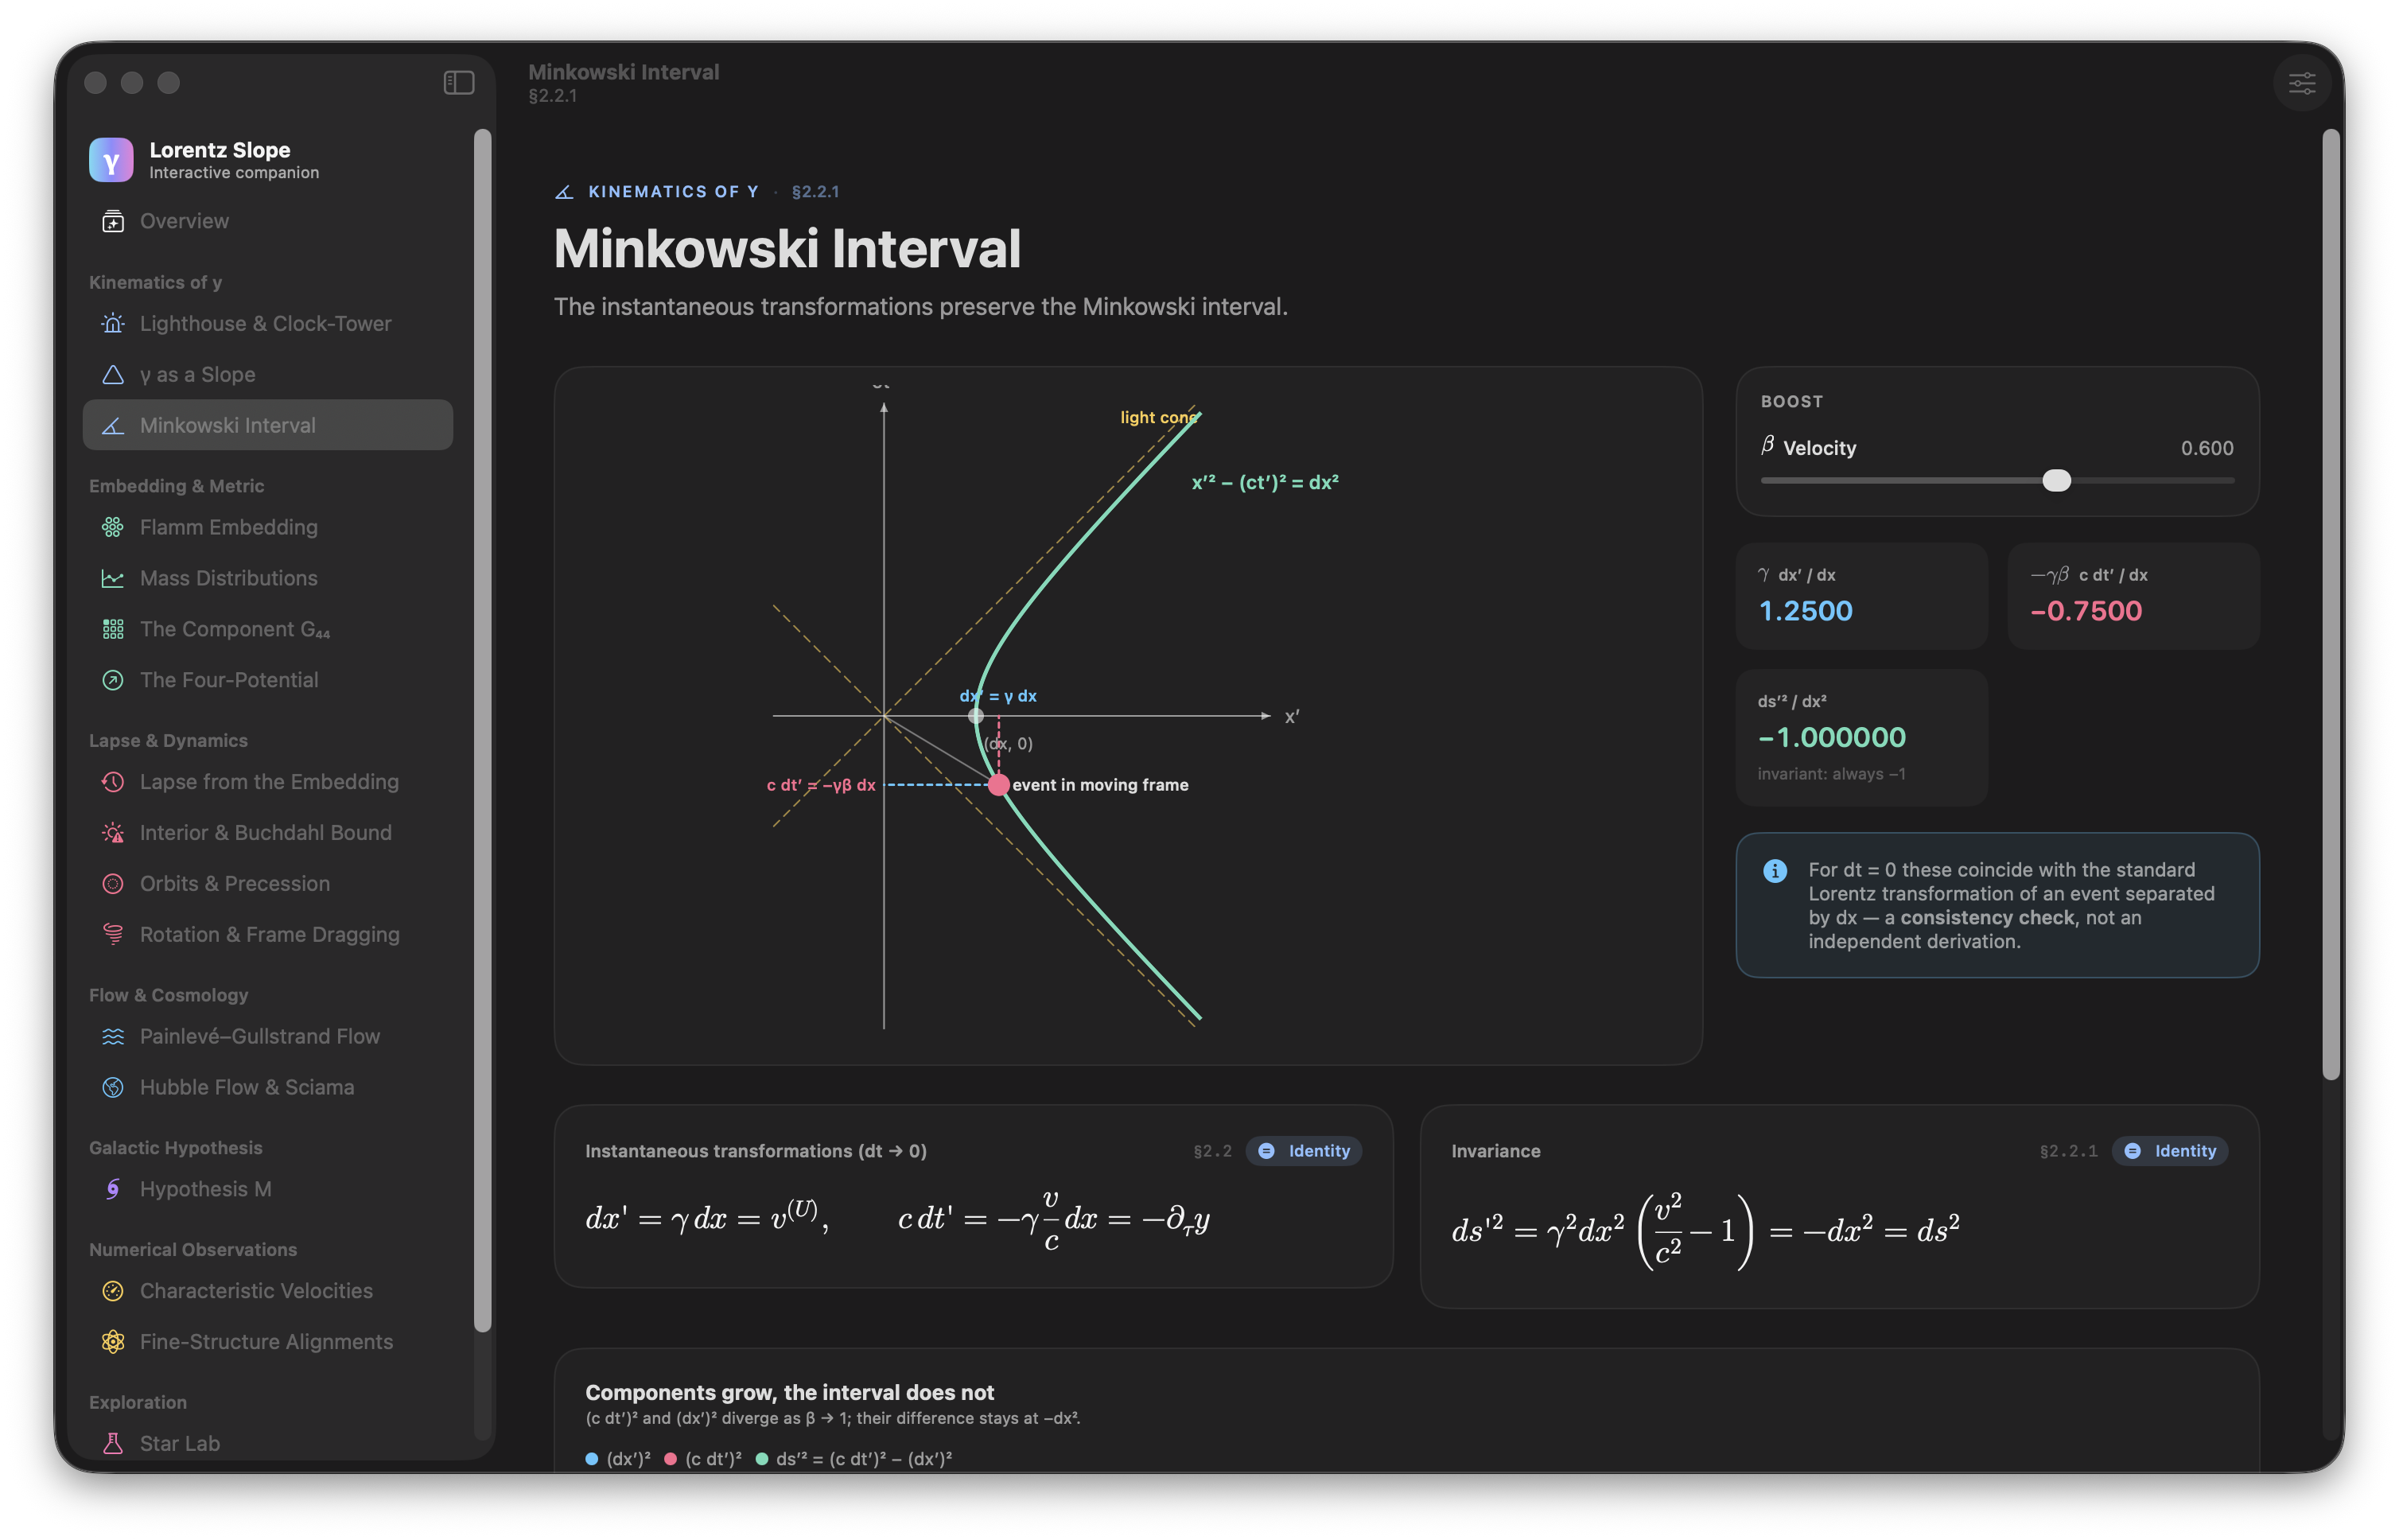 Minkowski Interval
§2.2.1
γ
Lorentz Slope
Interactive companion
Overview
Kinematics of γ
Lighthouse & Clock-Tower
γ as a Slope
Minkowski Interval
Embedding & Metric
Flamm Embedding
Mass Distributions
The Component G₄₄
The Four-Potential
Lapse & Dynamics
Lapse from the Embedding
Interior & Buchdahl Bound
Orbits & Precession
Rotation & Frame Dragging
Flow & Cosmology
Painlevé–Gullstrand Flow
Hubble Flow & Sciama
Galactic Hypothesis
Hypothesis M
Numerical Observations
Characteristic Velocities
Fine-Structure Alignments
Exploration
Star Lab
KINEMATICS OF Υ · §2.2.1
Minkowski Interval
The instantaneous transformations preserve the Minkowski interval.
light cone
x′² − (ct′)² = dx²
dx′ = γ dx
x′
(dx, 0)
c dt′ = −γβ dx
event in moving frame
BOOST
β Velocity 0.600
γ dx′ / dx
1.2500
−γβ c dt′ / dx
−0.7500
ds′² / dx²
−1.000000
invariant: always −1
For dt = 0 these coincide with the standard
Lorentz transformation of an event separated
by dx — a consistency check, not an
independent derivation.
Instantaneous transformations (dt → 0) §2.2 Identity
dx' = γ dx = v^(U), c dt' = −γ v/c dx = −∂_τ y
Invariance §2.2.1 Identity
ds'² = γ²dx² (v²/c² − 1) = −dx² = ds²
Components grow, the interval does not
(c dt′)² and (dx′)² diverge as β → 1; their difference stays at −dx².
(dx′)² (c dt′)² ds′² = (c dt′)² − (dx′)²